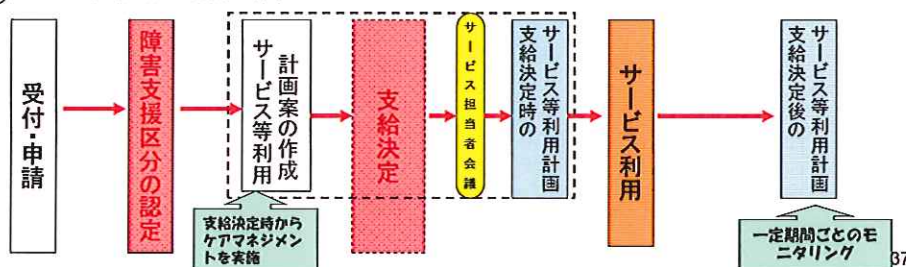 受付・申請
障害支援区分の認定
サービス等利用
計画案の作成
支給決定
サービス担当者会議
支給決定時の
サービス等利用計画
サービス利用
支給決定後の
サービス等利用計画
支給決定時から
ケアマネジメン
トを実施
一定期間ごとのモ
ニタリング
37